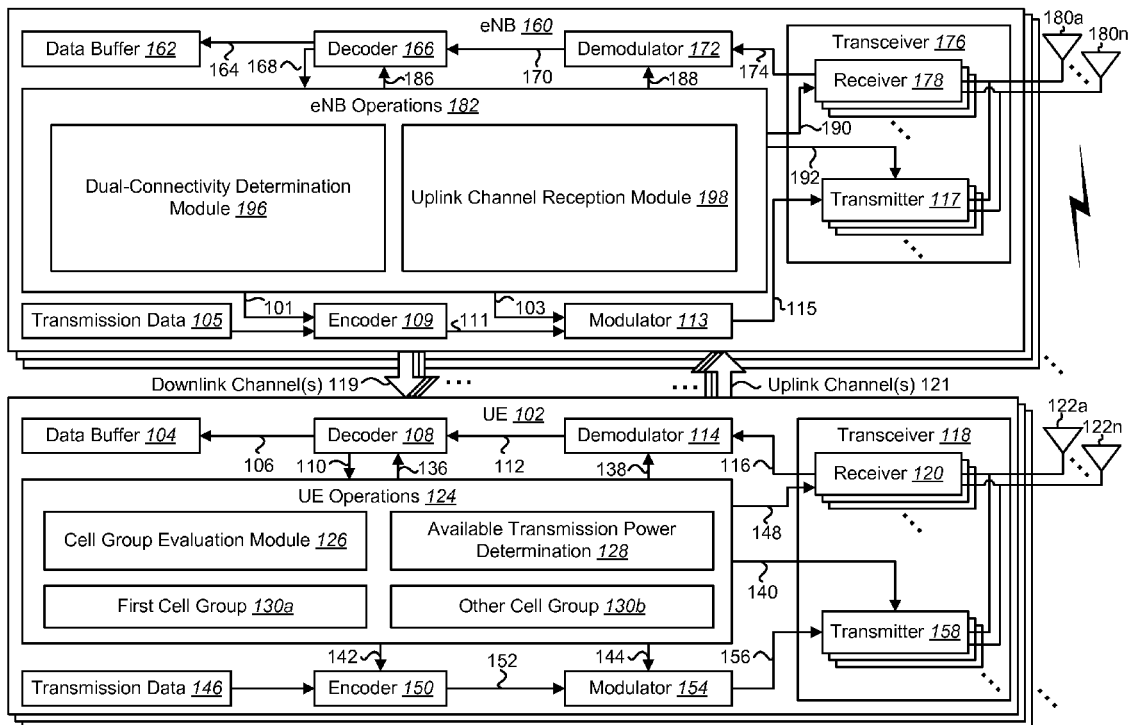 eNB 160
180a
180n
Data Buffer 162
Decoder 166
Demodulator 172
Transceiver 176
164
168
186
170
188
174
Receiver 178
eNB Operations 182
190
192
Dual-Connectivity Determination
Module 196
Uplink Channel Reception Module 198
Transmitter 117
101
103
115
Transmission Data 105
Encoder 109
111
Modulator 113
Downlink Channel(s) 119
Uplink Channel(s) 121
UE 102
122a
122n
Data Buffer 104
Decoder 108
Demodulator 114
Transceiver 118
106
110
136
112
138
116
Receiver 120
UE Operations 124
148
Cell Group Evaluation Module 126
Available Transmission Power
Determination 128
140
First Cell Group 130a
Other Cell Group 130b
Transmitter 158
142
152
144
156
Transmission Data 146
Encoder 150
Modulator 154